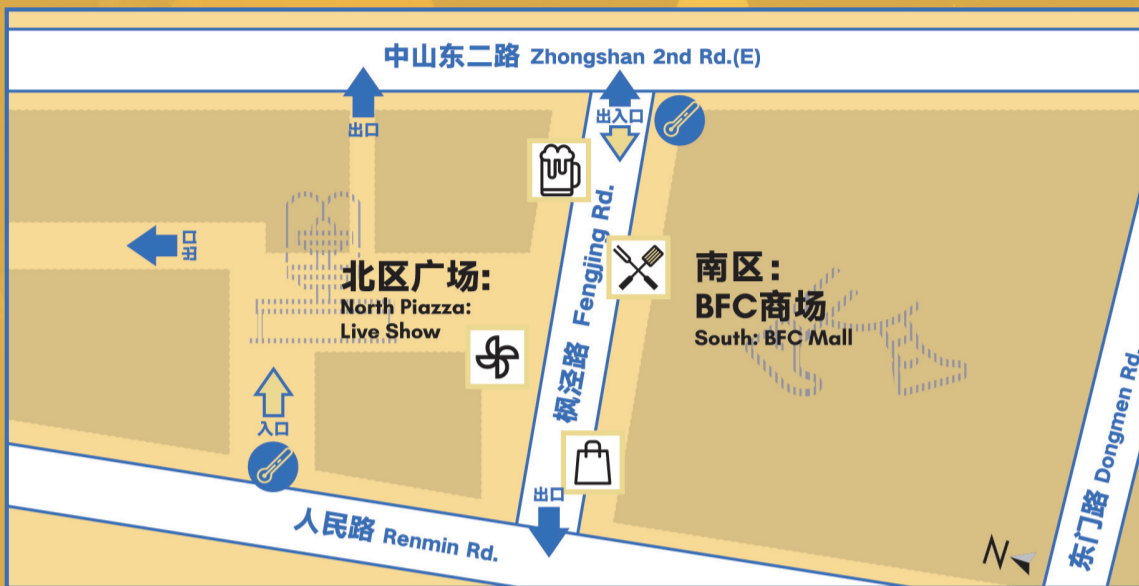 中山东二路 Zhongshan 2nd Rd.(E)
出口
出入口
出口
北区广场:
North Piazza:
Live Show
枫泾路 Fengjing Rd.
南区:
BFC商场
South: BFC Mall
入口
出口
人民路 Renmin Rd.
东门路 Dongmen Rd.
N